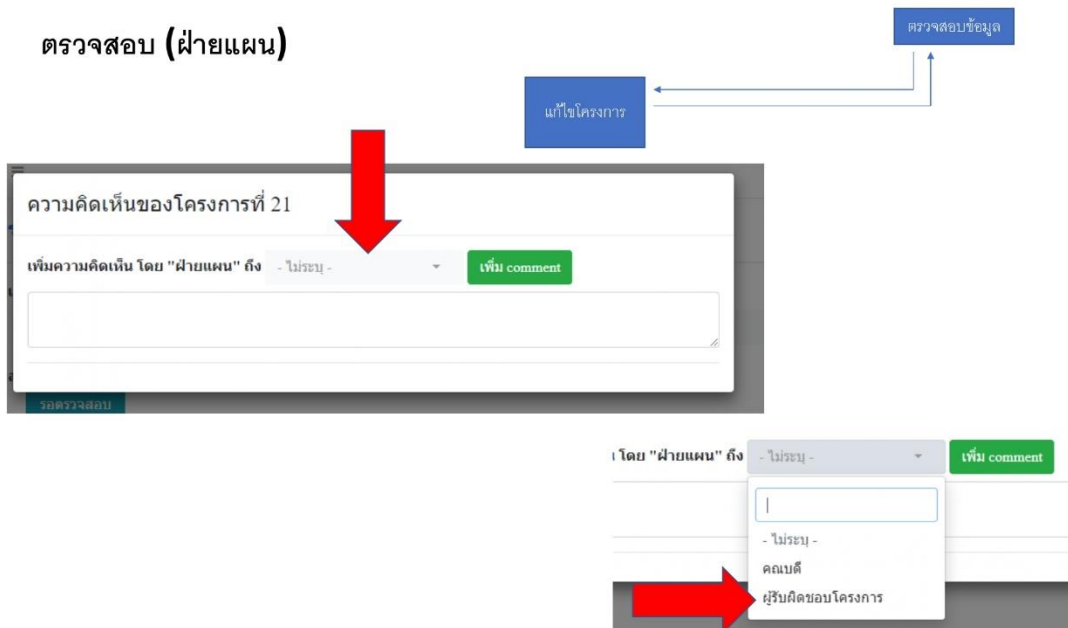 ตรวจสอบ (ฝ่ายแผน)
ตรวจสอบข้อมูล
แก้ไขโครงการ
ความคิดเห็นของโครงการที่ 21
เพิ่มความคิดเห็น โดย "ฝ่ายแผน" ถึง - ไม่ระบุ - เพิ่ม comment
รอตรวจสอบ
โดย "ฝ่ายแผน" ถึง - ไม่ระบุ - เพิ่ม comment
- ไม่ระบุ -
คณบดี
ผู้รับผิดชอบโครงการ